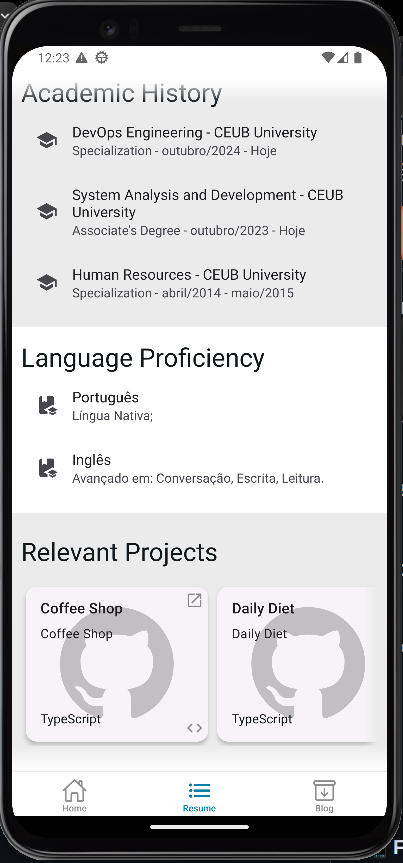 12:23
Academic History
DevOps Engineering - CEUB University
Specialization - outubro/2024 - Hoje
System Analysis and Development - CEUB
University
Associate's Degree - outubro/2023 - Hoje
Human Resources - CEUB University
Specialization - abril/2014 - maio/2015
Language Proficiency
Português
Língua Nativa;
Inglês
Avançado em: Conversação, Escrita, Leitura.
Relevant Projects
Coffee Shop
Coffee Shop
TypeScript
Daily Diet
Daily Diet
TypeScript
Home
Resume
Blog